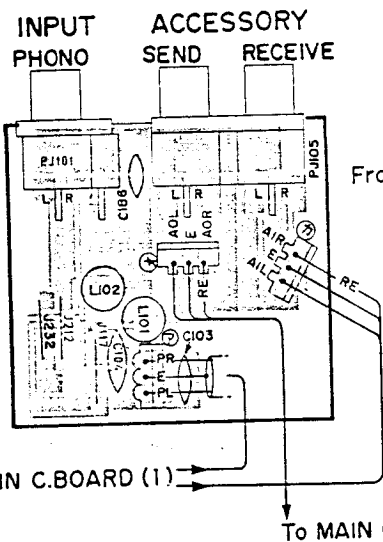 INPUT ACCESSORY
PHONO SEND RECEIVE
PJ101
PJ105
L R
C186
L R
L R
AOL
E
AOR
RE
AIR
E
AIL
RE
L102
L101
J232
J212
C103
PR
E
PL
IN C.BOARD (1)
To MAIN
Fro